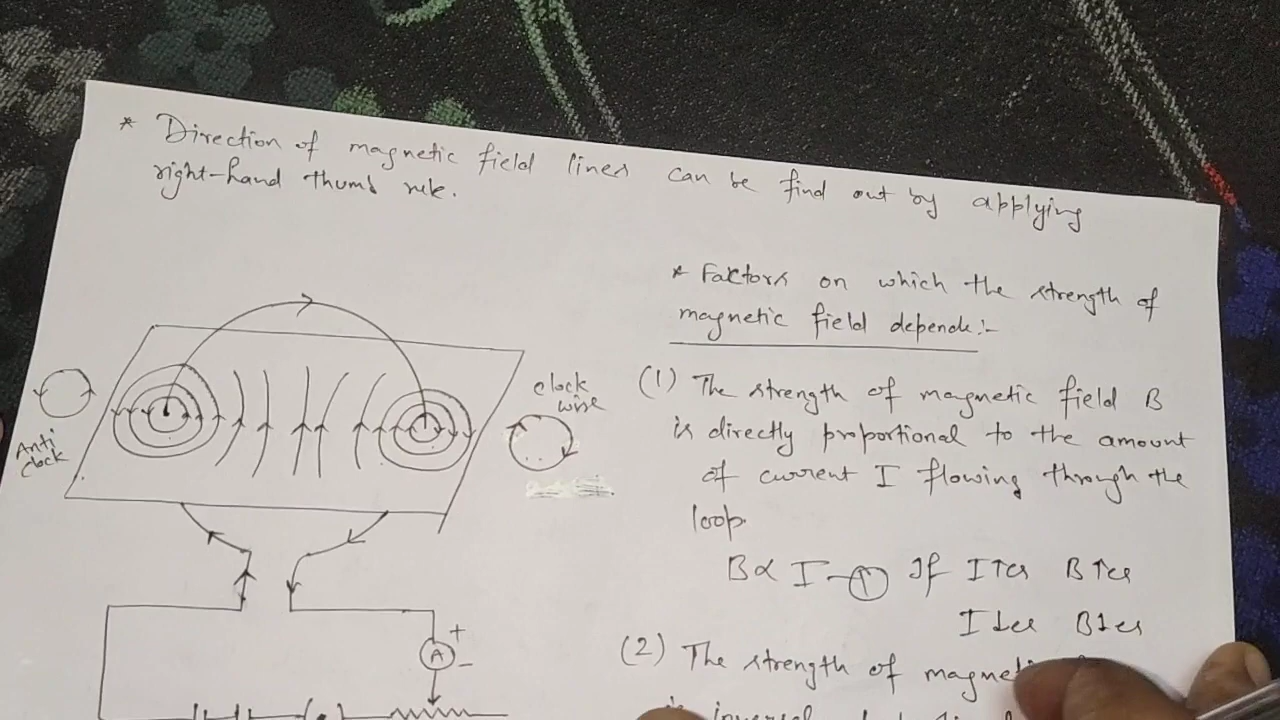 * Direction of magnetic field lines can be find out by applying
right-hand thumb rule.
* Factors on which the strength of
magnetic field depends:-
Anti
clock
clock
wise
(1) The strength of magnetic field B
is directly proportional to the amount
of current I flowing through the
loop.
B∝ I - ① If I↑es B↑es
I↓es B↓es
+
A
-
(2) The strength of
is